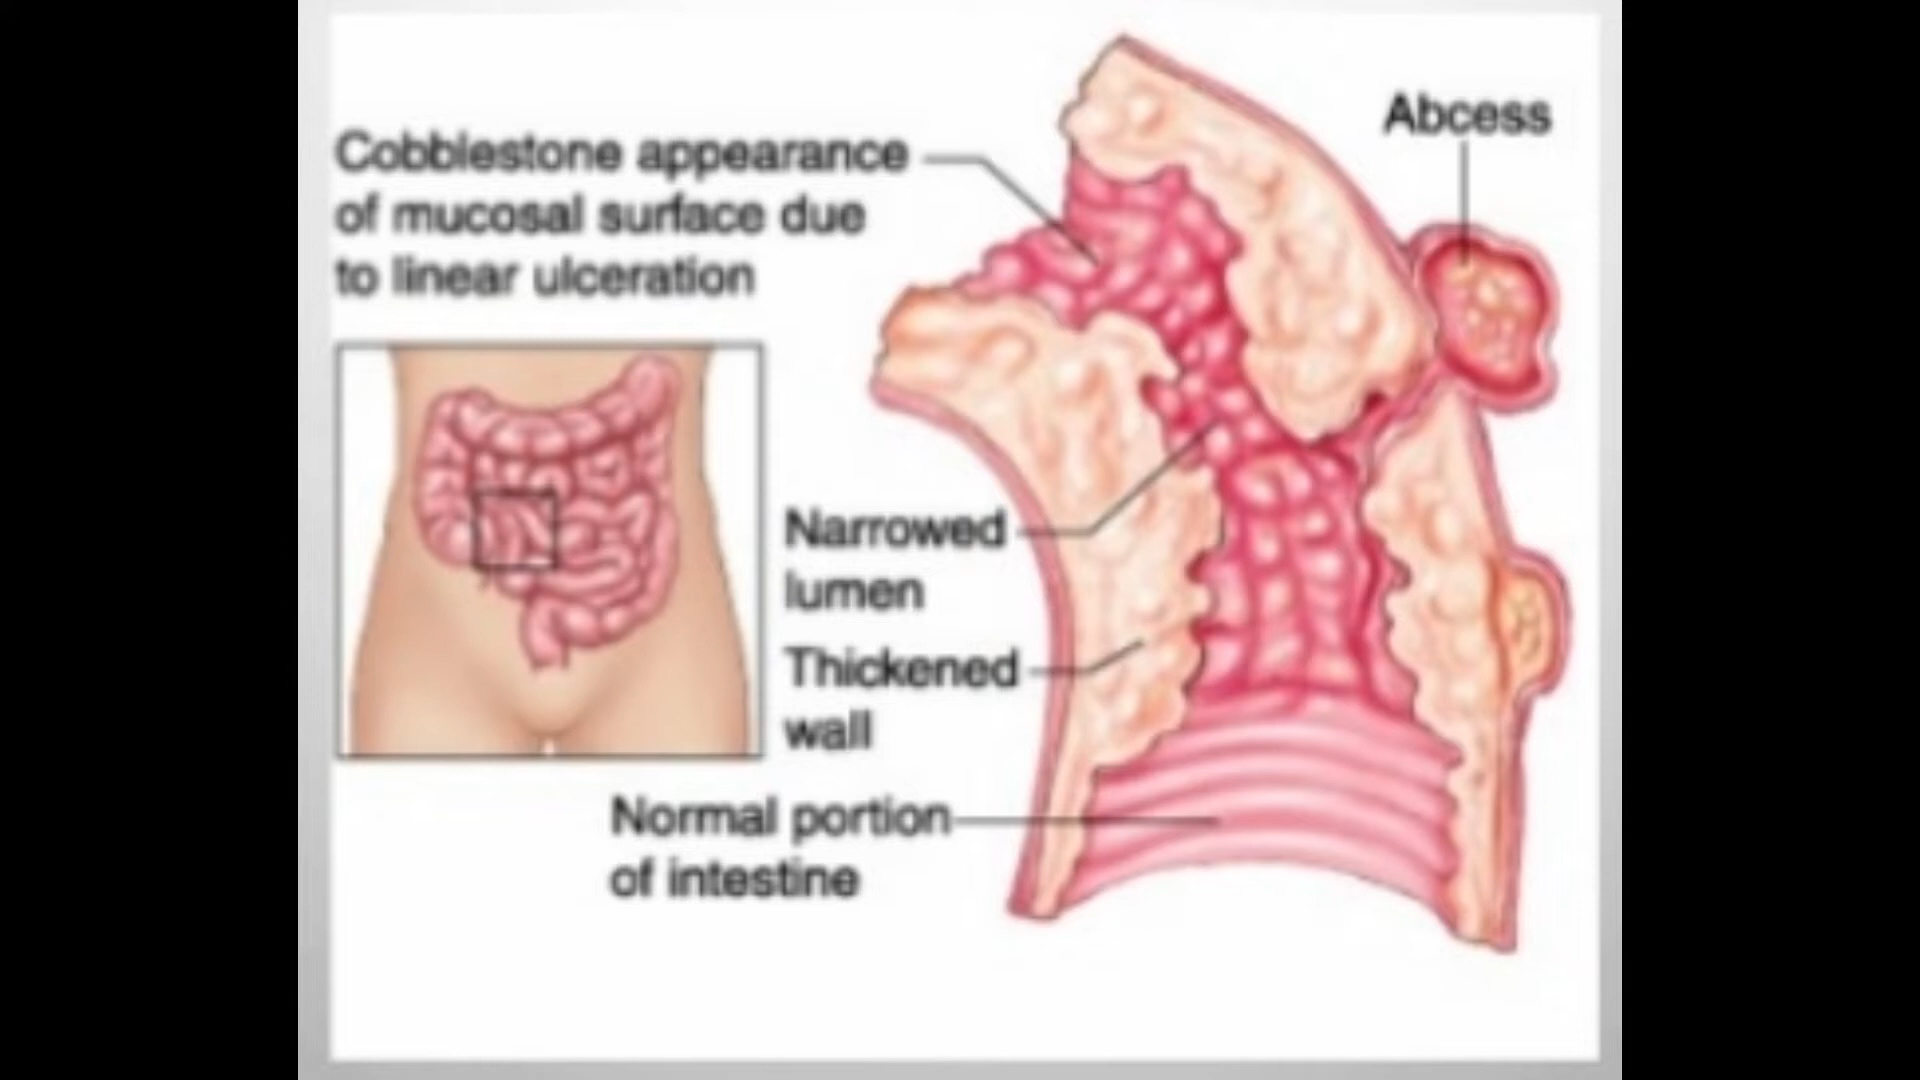 Abcess
Cobblestone appearance
of mucosal surface due
to linear ulceration
Narrowed
lumen
Thickened
wall
Normal portion
of intestine